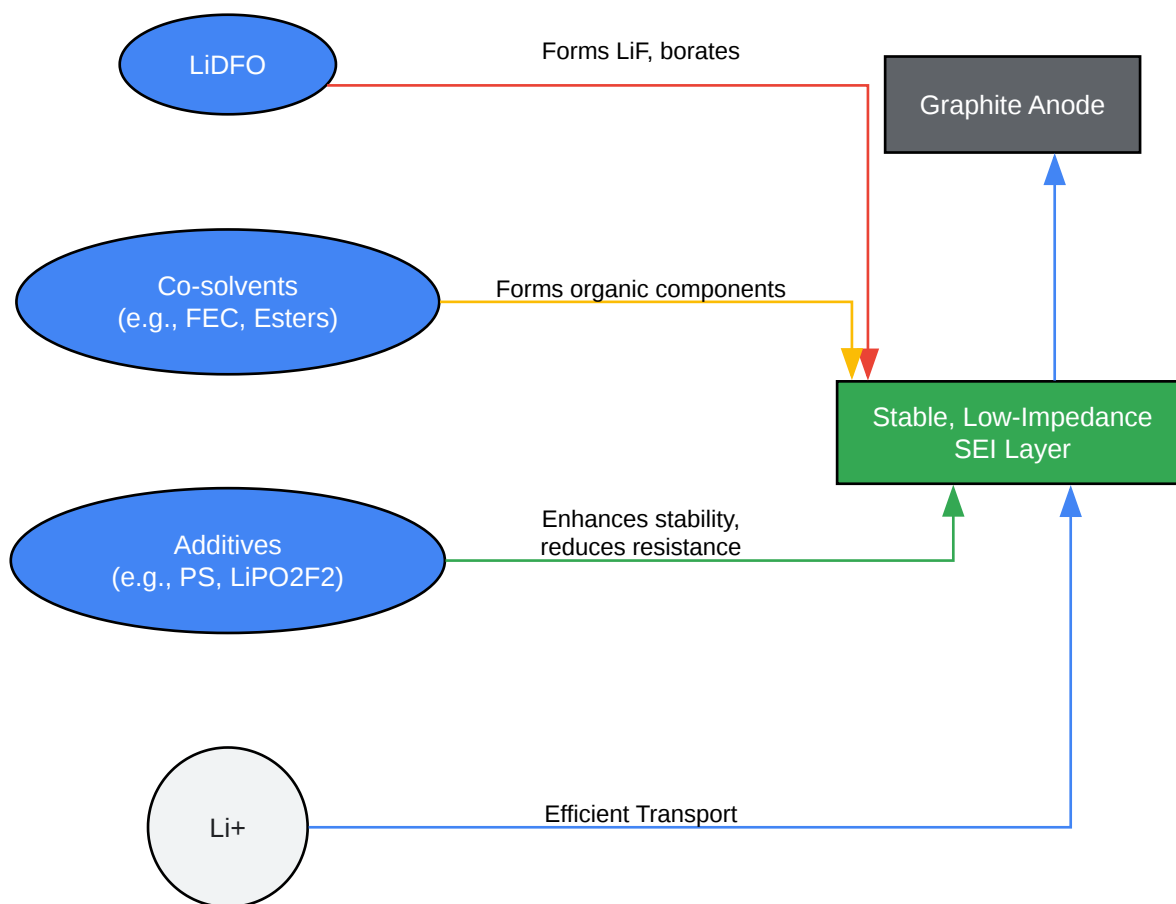 LiDFO
Forms LiF, borates
Graphite Anode
Co-solvents
(e.g., FEC, Esters)
Forms organic components
Stable, Low-Impedance
SEI Layer
Additives
(e.g., PS, LiPO2F2)
Enhances stability,
reduces resistance
Li+
Efficient Transport